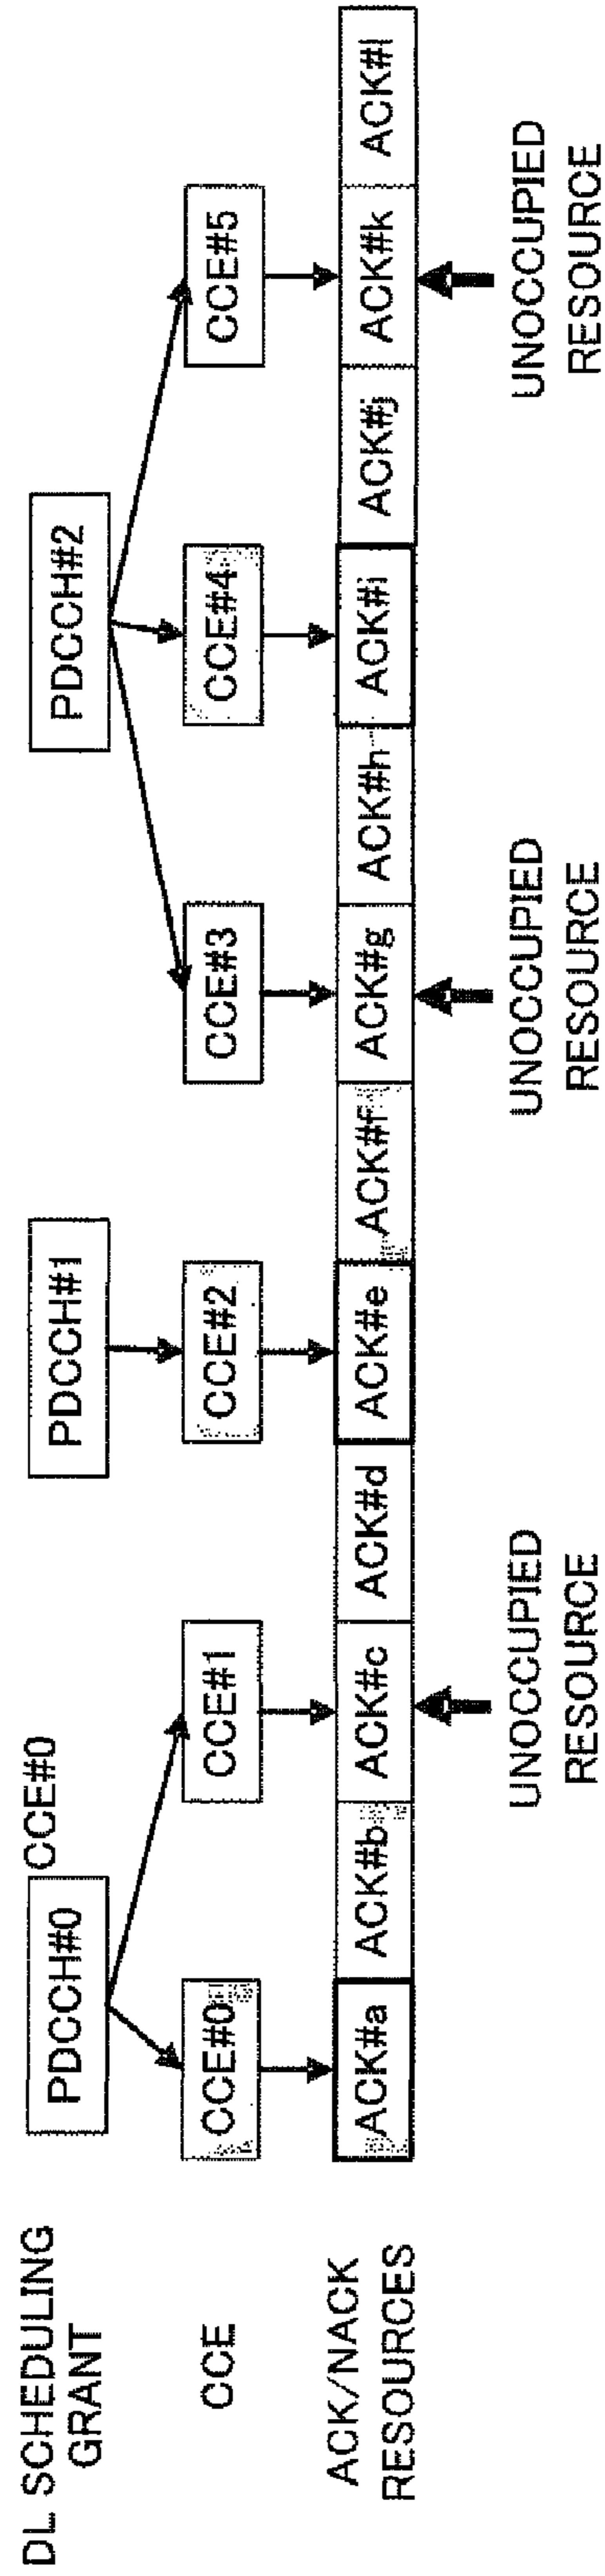 DL SCHEDULING
GRANT
PDCCH#0
CCE#0
PDCCH#1
PDCCH#2
CCE
CCE#0
CCE#1
CCE#2
CCE#3
CCE#4
CCE#5
ACK/NACK
RESOURCES
ACK#a
ACK#b
ACK#c
ACK#d
ACK#e
ACK#f
ACK#g
ACK#h
ACK#i
ACK#j
ACK#k
ACK#l
UNOCCUPIED
RESOURCE
UNOCCUPIED
RESOURCE
UNOCCUPIED
RESOURCE